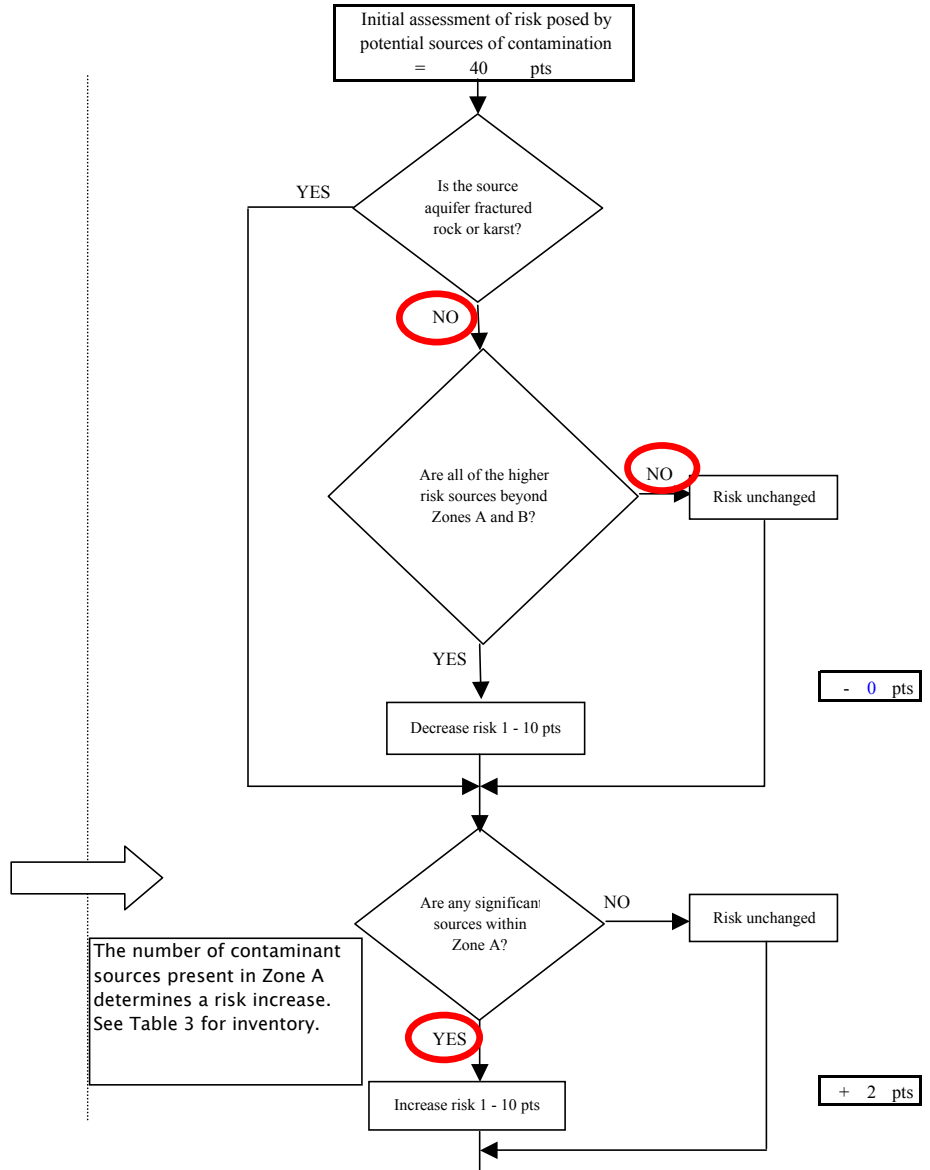 Initial assessment of risk posed by
potential sources of contamination
= 40 pts
YES
Is the source
aquifer fractured
rock or karst?
NO
Are all of the higher
risk sources beyond
Zones A and B?
NO
Risk unchanged
YES
- 0 pts
Decrease risk 1 - 10 pts
Are any significant
sources within
Zone A?
NO
Risk unchanged
The number of contaminant
sources present in Zone A
determines a risk increase.
See Table 3 for inventory.
YES
+ 2 pts
Increase risk 1 - 10 pts